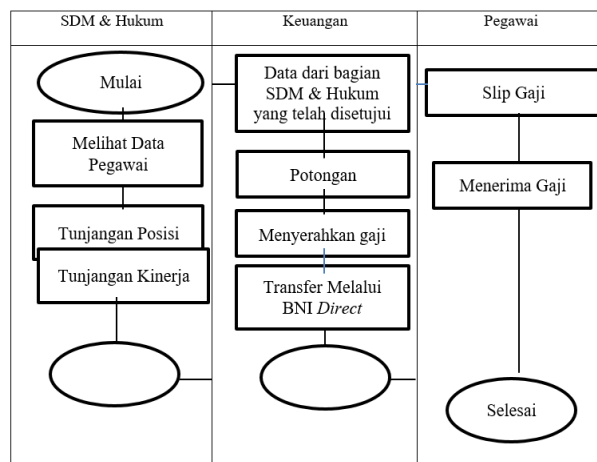 SDM & Hukum
Keuangan
Pegawai
Mulai
Melihat Data
Pegawai
Tunjangan Posisi
Tunjangan Kinerja
Data dari bagian
SDM & Hukum
yang telah disetujui
Potongan
Menyerahkan gaji
Transfer Melalui
BNI Direct
Slip Gaji
Menerima Gaji
Selesai